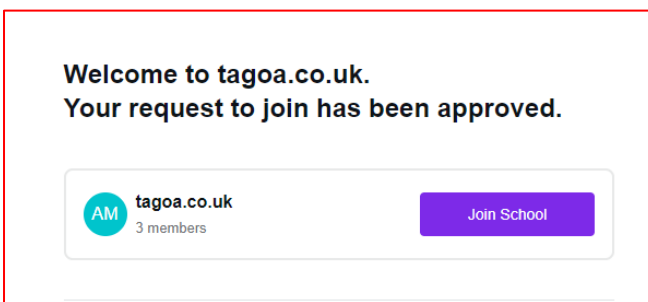 Welcome to tagoa.co.uk.
Your request to join has been approved.
AM
tagoa.co.uk
3 members
Join School